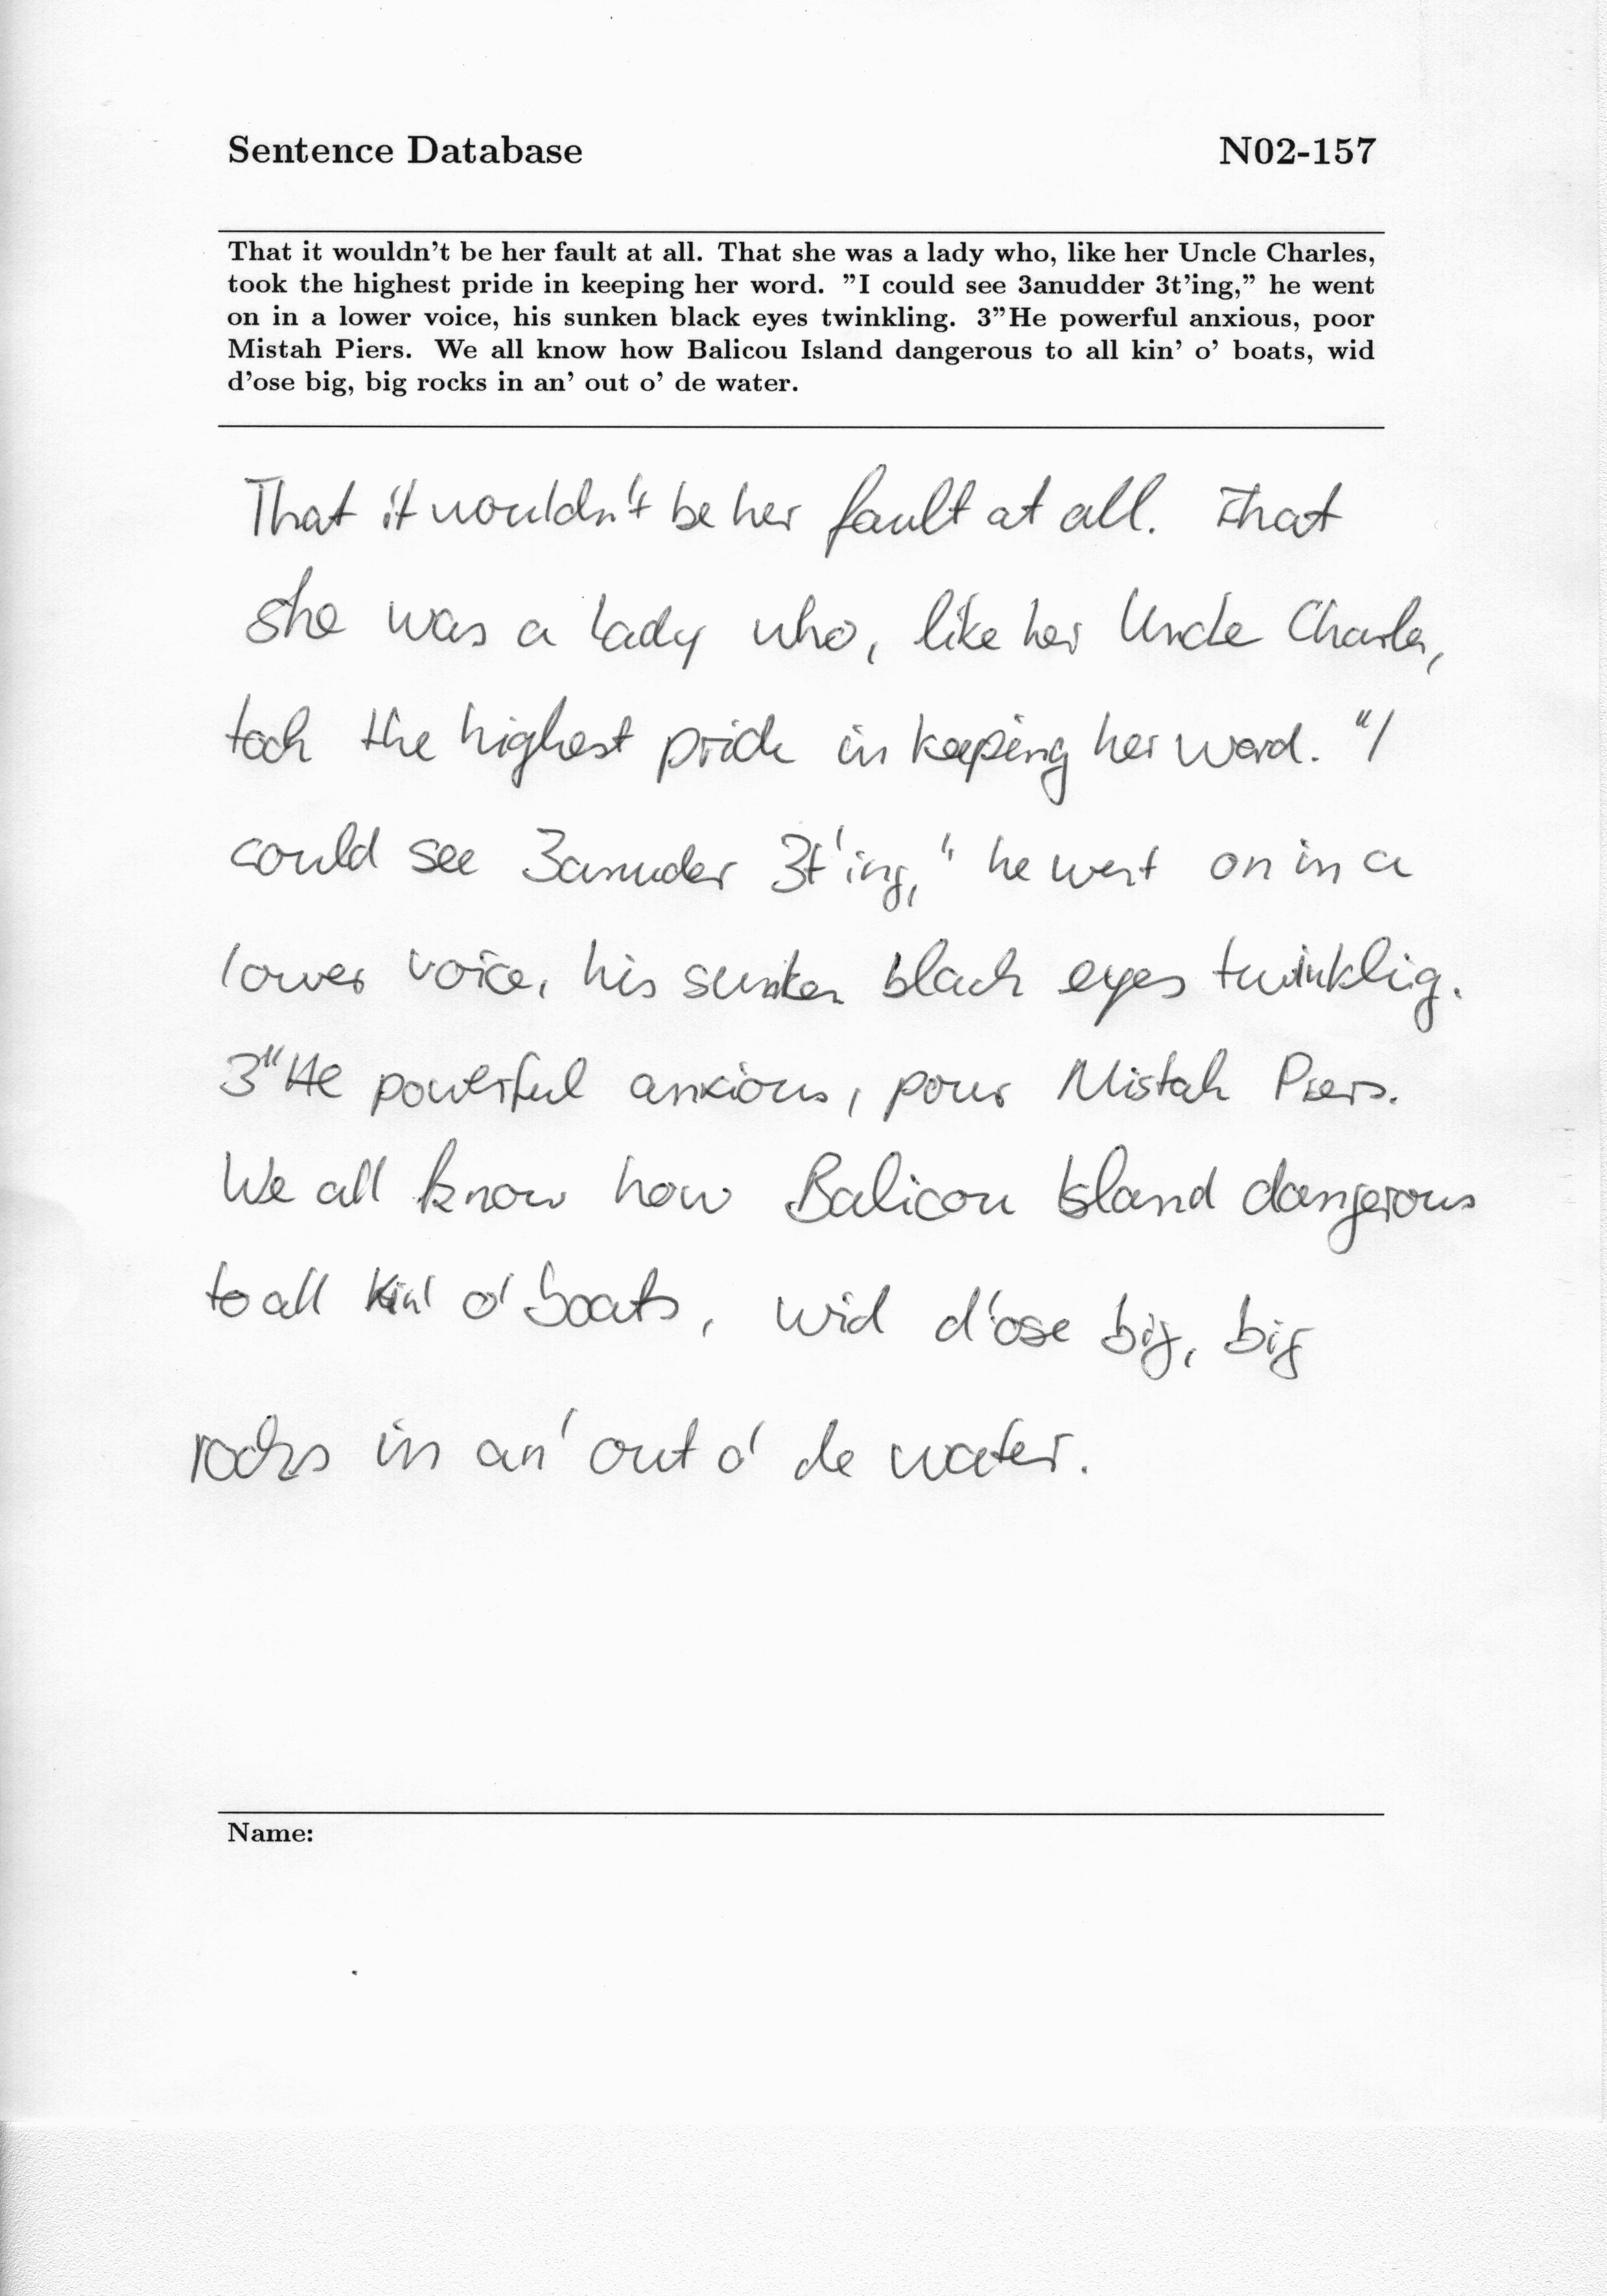 Sentence Database N02-157
That it wouldn't be her fault at all. That she was a lady who, like her Uncle Charles,
took the highest pride in keeping her word. "I could see 3anudder 3t'ing," he went
on in a lower voice, his sunken black eyes twinkling. 3"He powerful anxious, poor
Mistah Piers. We all know how Balicou Island dangerous to all kin' o' boats, wid
d'ose big, big rocks in an' out o' de water.
That it wouldn't be her fault at all. That
she was a lady who, like her Uncle Charles,
took the highest pride in keeping her word. "I
could see 3anuder 3t'ing," he went on in a
lower voice, his sunken black eyes twinklig.
3"He powerful anxious, pour Mistah Piers.
We all know how Balicou Island dangerous
to all kin' o' boats, wid d'ose big, big
rocks in an' out o' de water.
Name: